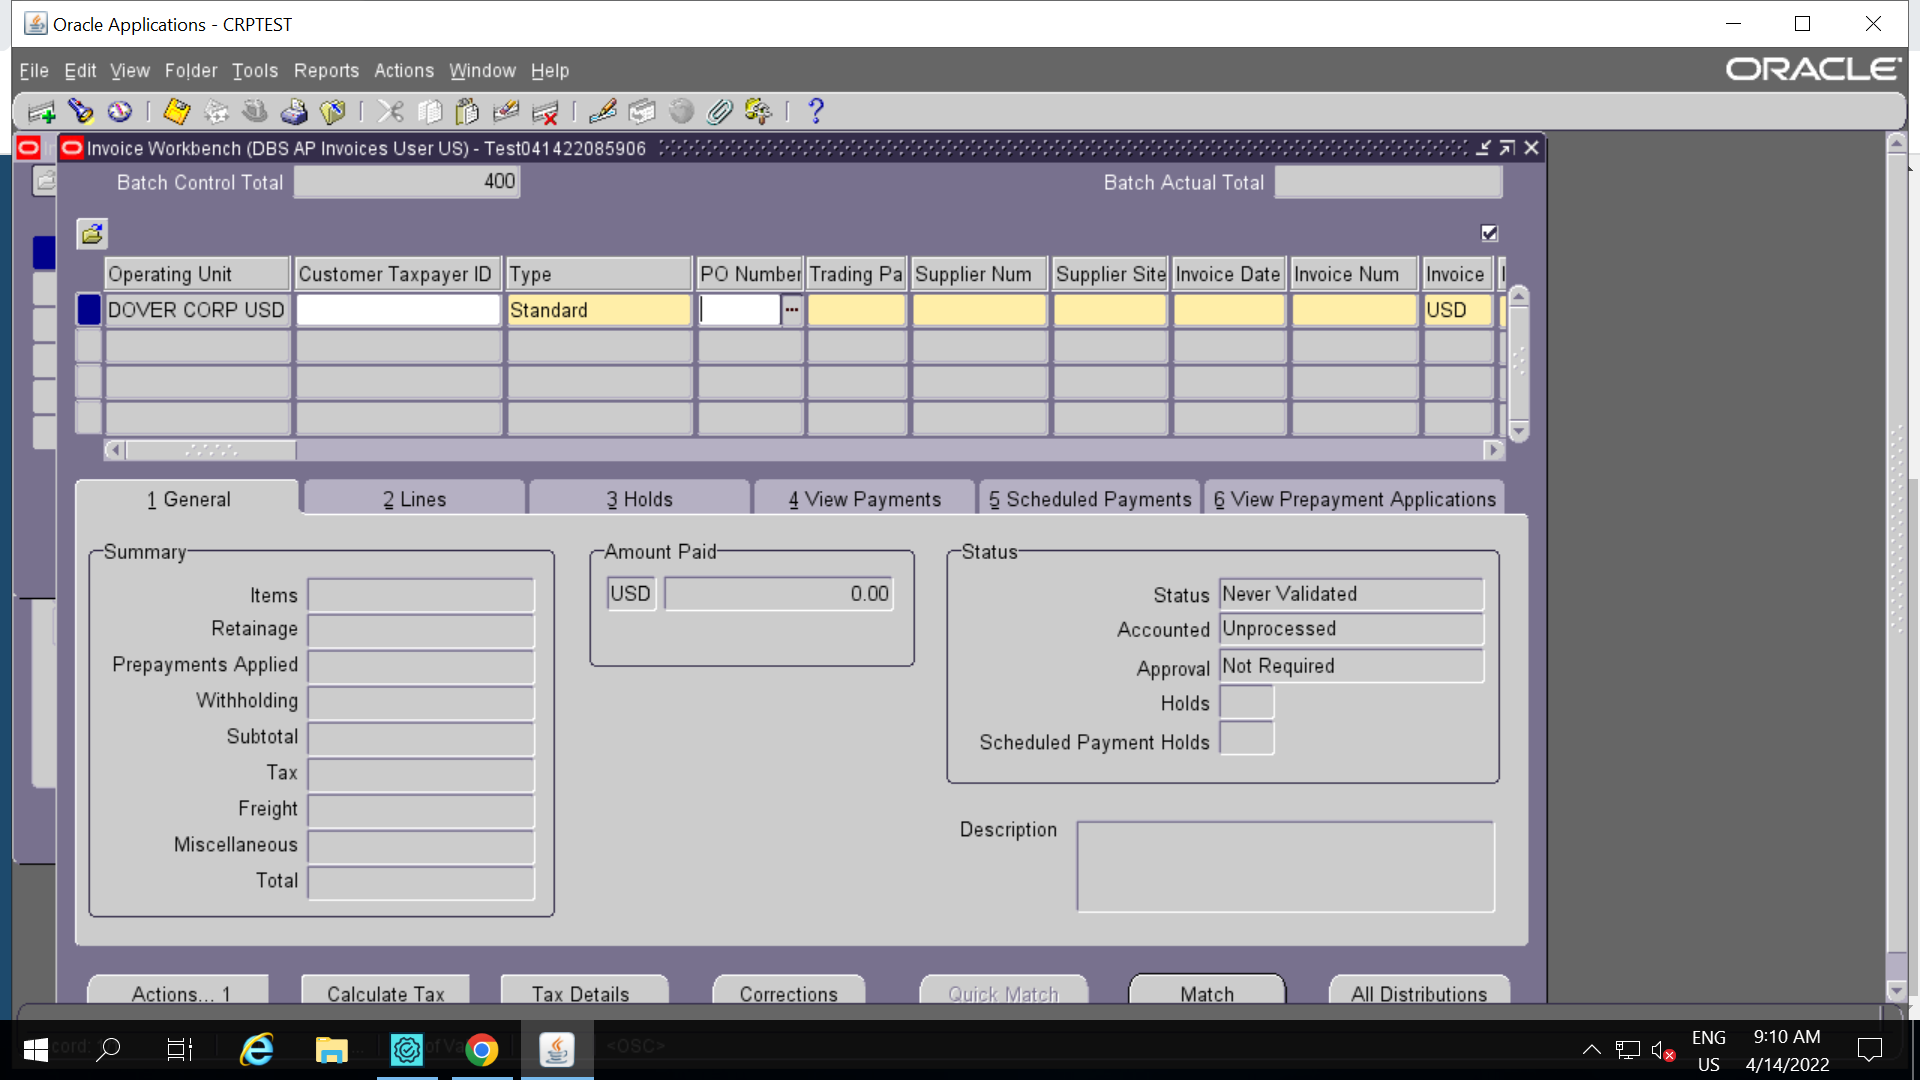 Oracle Applications - CRPTEST
File Edit View Folder Tools Reports Actions Window Help
ORACLE
Invoice Workbench (DBS AP Invoices User US) - Test041422085906
Batch Control Total 400 Batch Actual Total
Operating Unit Customer Taxpayer ID Type PO Number Trading Pa Supplier Num Supplier Site Invoice Date Invoice Num Invoice
DOVER CORP USD Standard USD
1 General 2 Lines 3 Holds 4 View Payments 5 Scheduled Payments 6 View Prepayment Applications
Summary Amount Paid Status
Items USD 0.00 Status Never Validated
Retainage Accounted Unprocessed
Prepayments Applied Approval Not Required
Withholding Holds
Subtotal Scheduled Payment Holds
Tax
Freight
Miscellaneous Description
Total
Actions... 1 Calculate Tax Tax Details Corrections Quick Match Match All Distributions
<OSC>
ENG 9:10 AM
US 4/14/2022